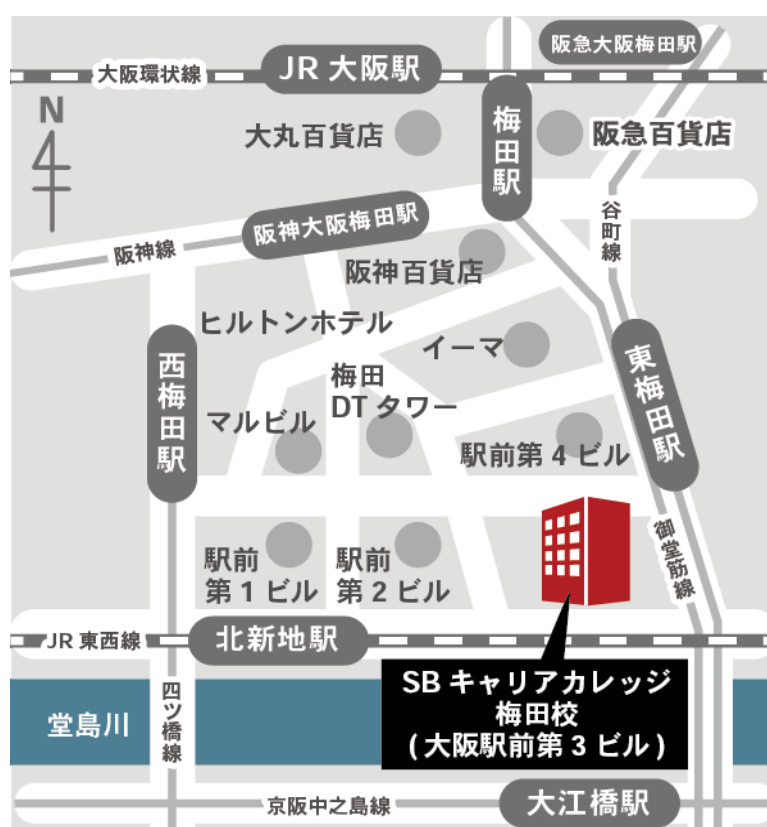 阪急大阪梅田駅
大阪環状線
JR 大阪駅
N
大丸百貨店
梅田駅
阪急百貨店
谷町線
阪神大阪梅田駅
阪神線
阪神百貨店
ヒルトンホテル
イーマ
西梅田駅
梅田
DT タワー
東梅田駅
マルビル
駅前第 4 ビル
御堂筋線
駅前
第 1 ビル
駅前
第 2 ビル
JR 東西線
北新地駅
SB キャリアカレッジ
梅田校
( 大阪駅前第 3 ビル )
堂島川
四ツ橋線
京阪中之島線
大江橋駅